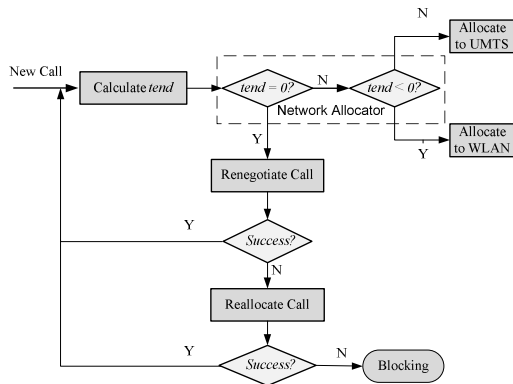 N
Allocate
to UMTS
New Call
Calculate tend
tend = 0?
N
tend < 0?
Network Allocator
Y
Y
Allocate
to WLAN
Renegotiate Call
Y
Success?
N
Reallocate Call
Y
Success?
N
Blocking